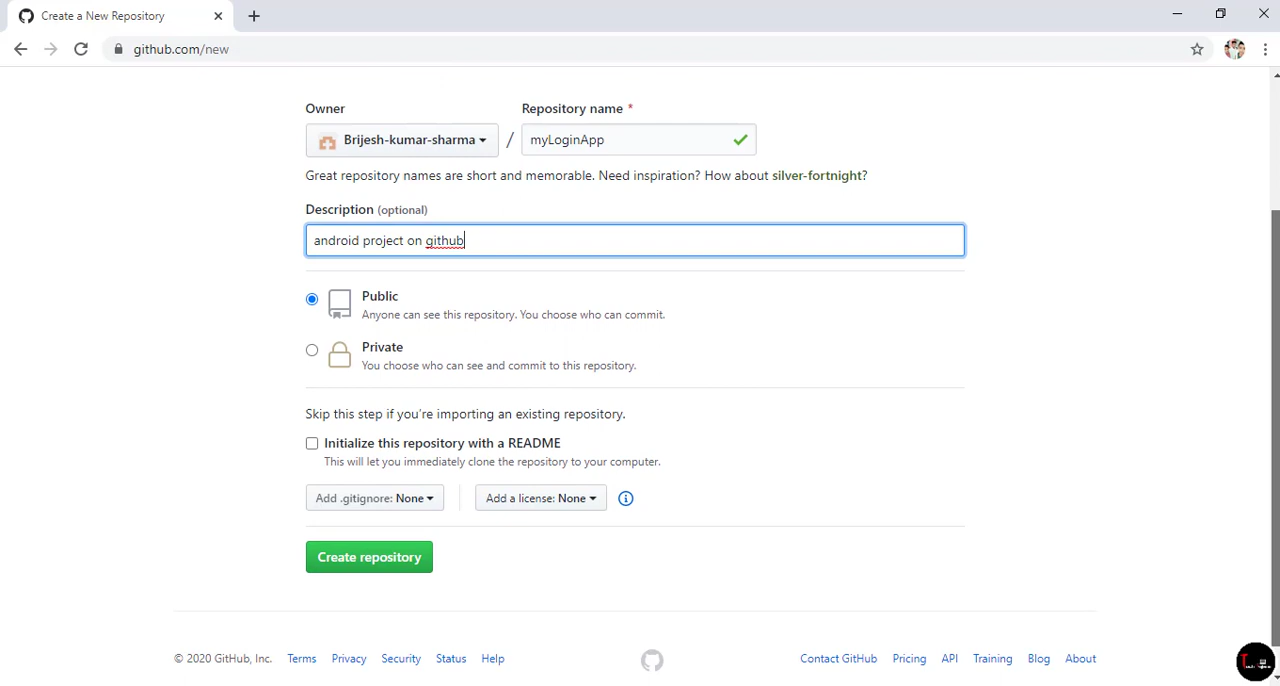 Create a New Repository
github.com/new
Owner
Repository name *
Brijesh-kumar-sharma / myLoginApp
Great repository names are short and memorable. Need inspiration? How about silver-fortnight?
Description (optional)
android project on github
Public
Anyone can see this repository. You choose who can commit.
Private
You choose who can see and commit to this repository.
Skip this step if you're importing an existing repository.
Initialize this repository with a README
This will let you immediately clone the repository to your computer.
Add .gitignore: None
Add a license: None
Create repository
© 2020 GitHub, Inc. Terms Privacy Security Status Help
Contact GitHub Pricing API Training Blog About